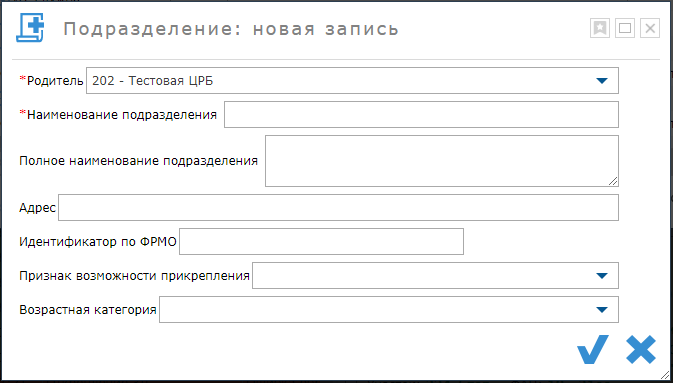 Подразделение: новая запись
*Родитель 202 - Тестовая ЦРБ
*Наименование подразделения
Полное наименование подразделения
Адрес
Идентификатор по ФРМО
Признак возможности прикрепления
Возрастная категория